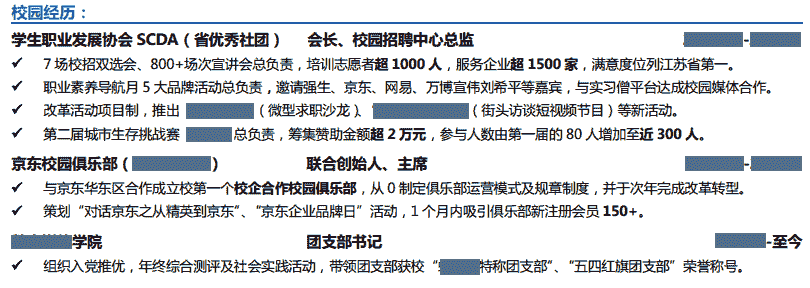 校园经历：
学生职业发展协会 SCDA（省优秀社团） 会长、校园招聘中心总监 -
✓ 7 场校招双选会、800+场次宣讲会总负责，培训志愿者超 1000 人，服务企业超 1500 家，满意度位列江苏省第一。
✓ 职业素养导航月 5 大品牌活动总负责，邀请强生、京东、网易、万博宣伟刘希平等嘉宾，与实习僧平台达成校园媒体合作。
✓ 改革活动项目制，推出 （微型求职沙龙）、 （街头访谈短视频节目）等新活动。
✓ 第二届城市生存挑战赛 总负责，筹集赞助金额超 2 万元，参与人数由第一届的 80 人增加至近 300 人。
京东校园俱乐部（ ） 联合创始人、主席 -
✓ 与京东华东区合作成立校第一个校企合作校园俱乐部，从 0 制定俱乐部运营模式及规章制度，并于次年完成改革转型。
✓ 策划“对话京东之从精英到京东”、“京东企业品牌日”活动，1 个月内吸引俱乐部新注册会员 150+。
学院 团支部书记 -至今
✓ 组织入党推优，年终综合测评及社会实践活动，带领团支部获校“ 特称团支部”、“五四红旗团支部”荣誉称号。